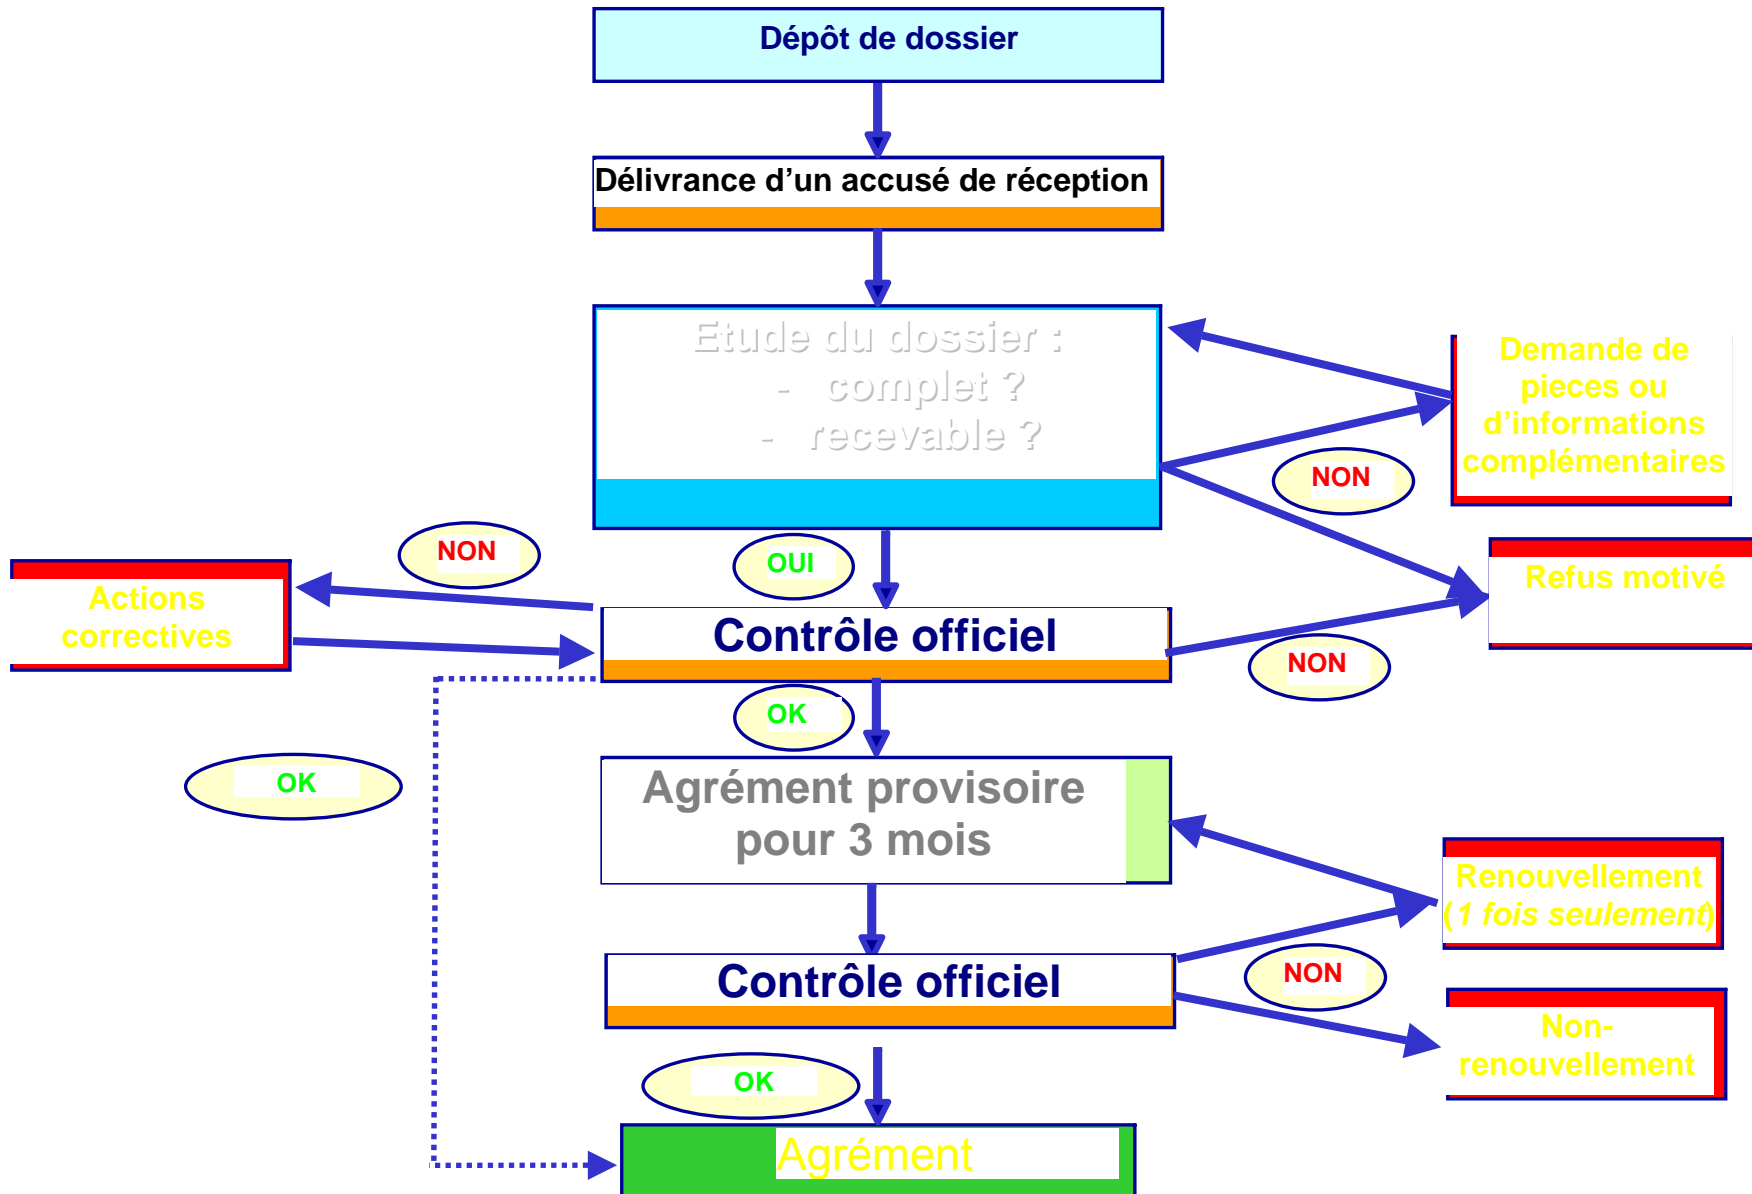 Dépôt de dossier
Délivrance d’un accusé de réception
Etude du dossier :
- complet ?
- recevable ?
Demande de
pieces ou
d’informations
complémentaires
NON
NON
OUI
Refus motivé
Actions
correctives
Contrôle officiel
NON
OK
OK
Agrément provisoire
pour 3 mois
Renouvellement
(1 fois seulement)
Contrôle officiel
NON
Non-
renouvellement
OK
Agrément